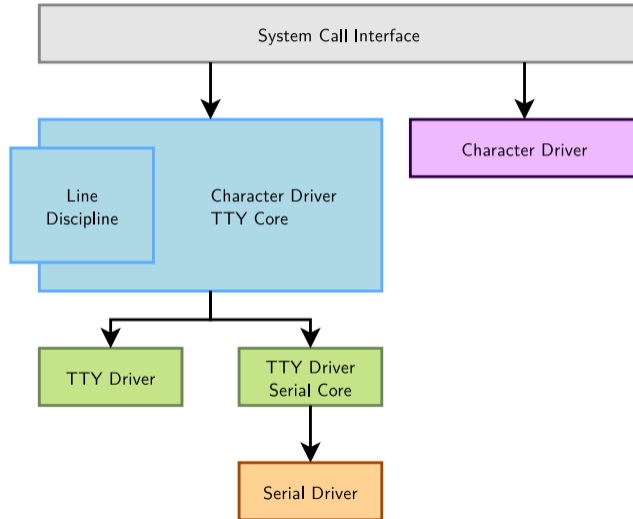 System Call Interface
Character Driver
Line
Discipline
Character Driver
TTY Core
TTY Driver
TTY Driver
Serial Core
Serial Driver